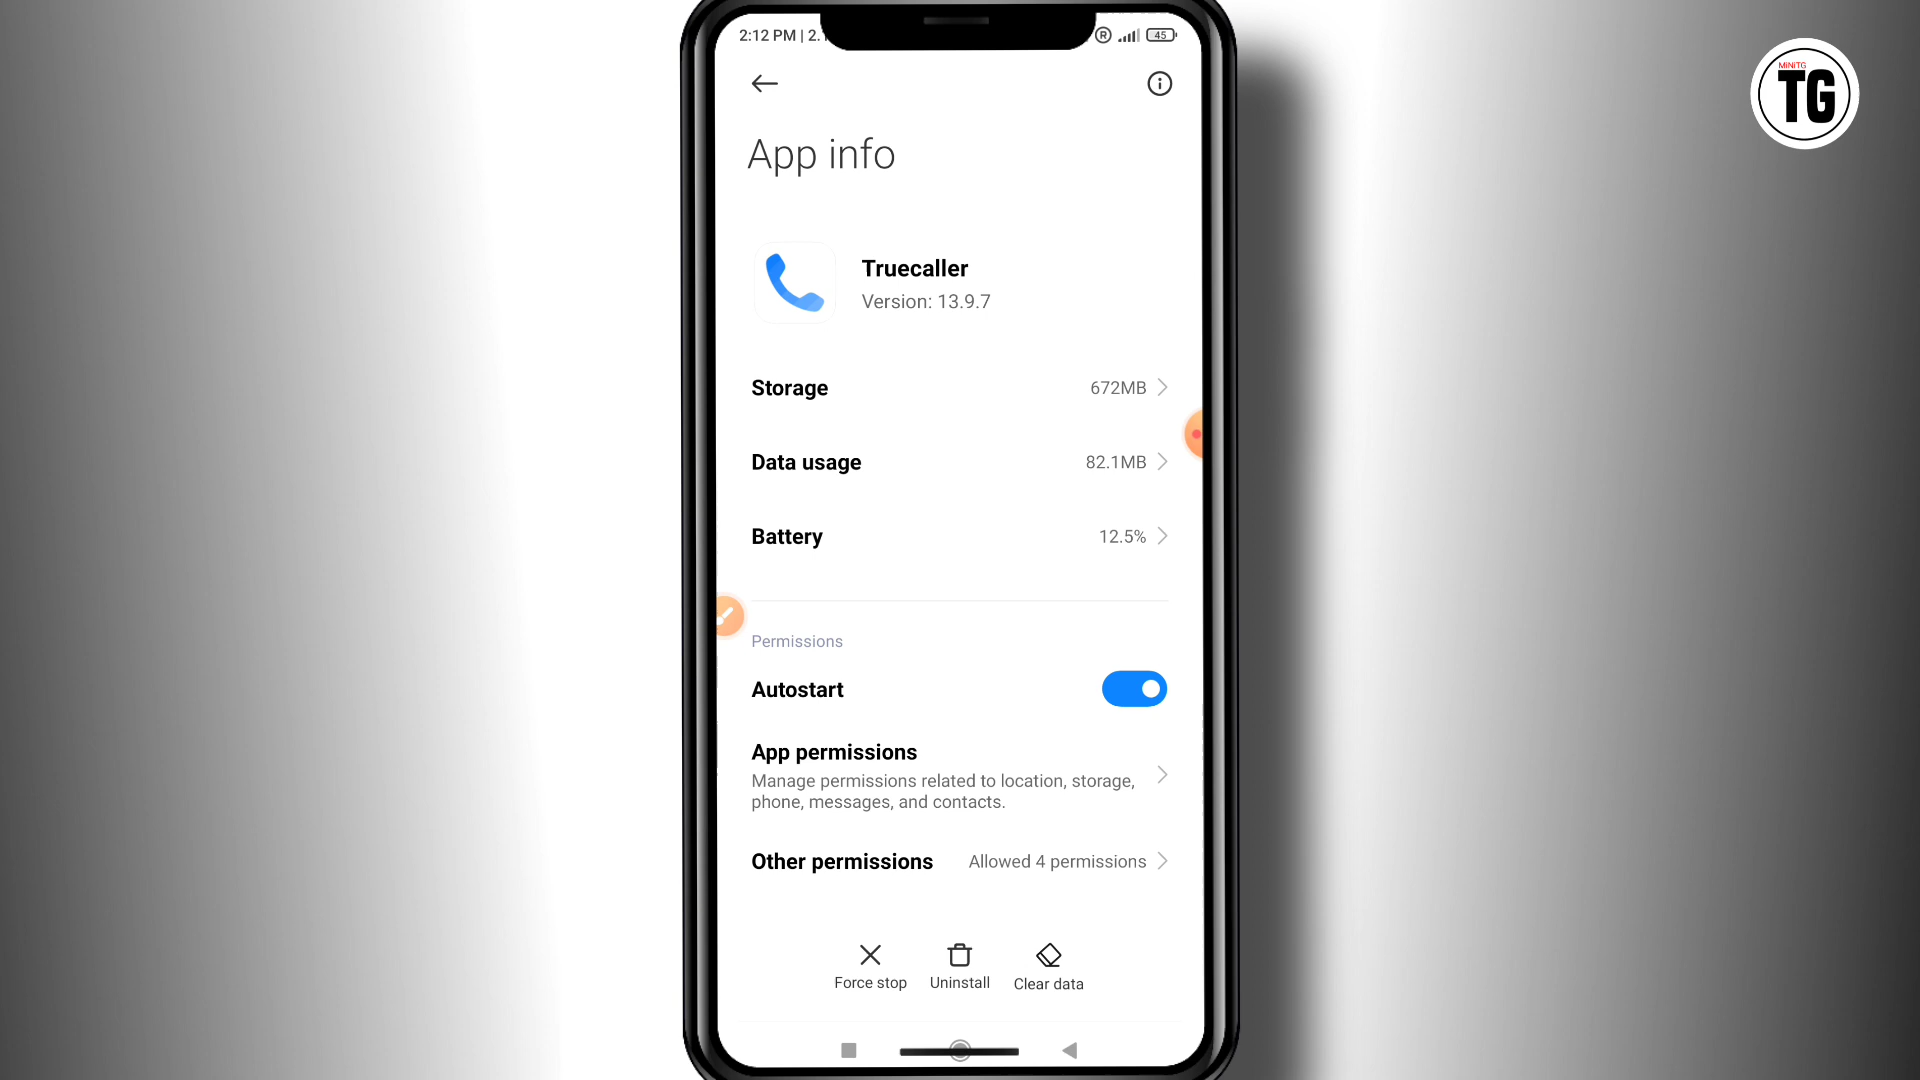 2:12 PM | 2.
R
45
MiNiTG
TG
App info
Truecaller
Version: 13.9.7
Storage 672MB
Data usage 82.1MB
Battery 12.5%
Permissions
Autostart
App permissions
Manage permissions related to location, storage,
phone, messages, and contacts.
Other permissions Allowed 4 permissions
Force stop Uninstall Clear data